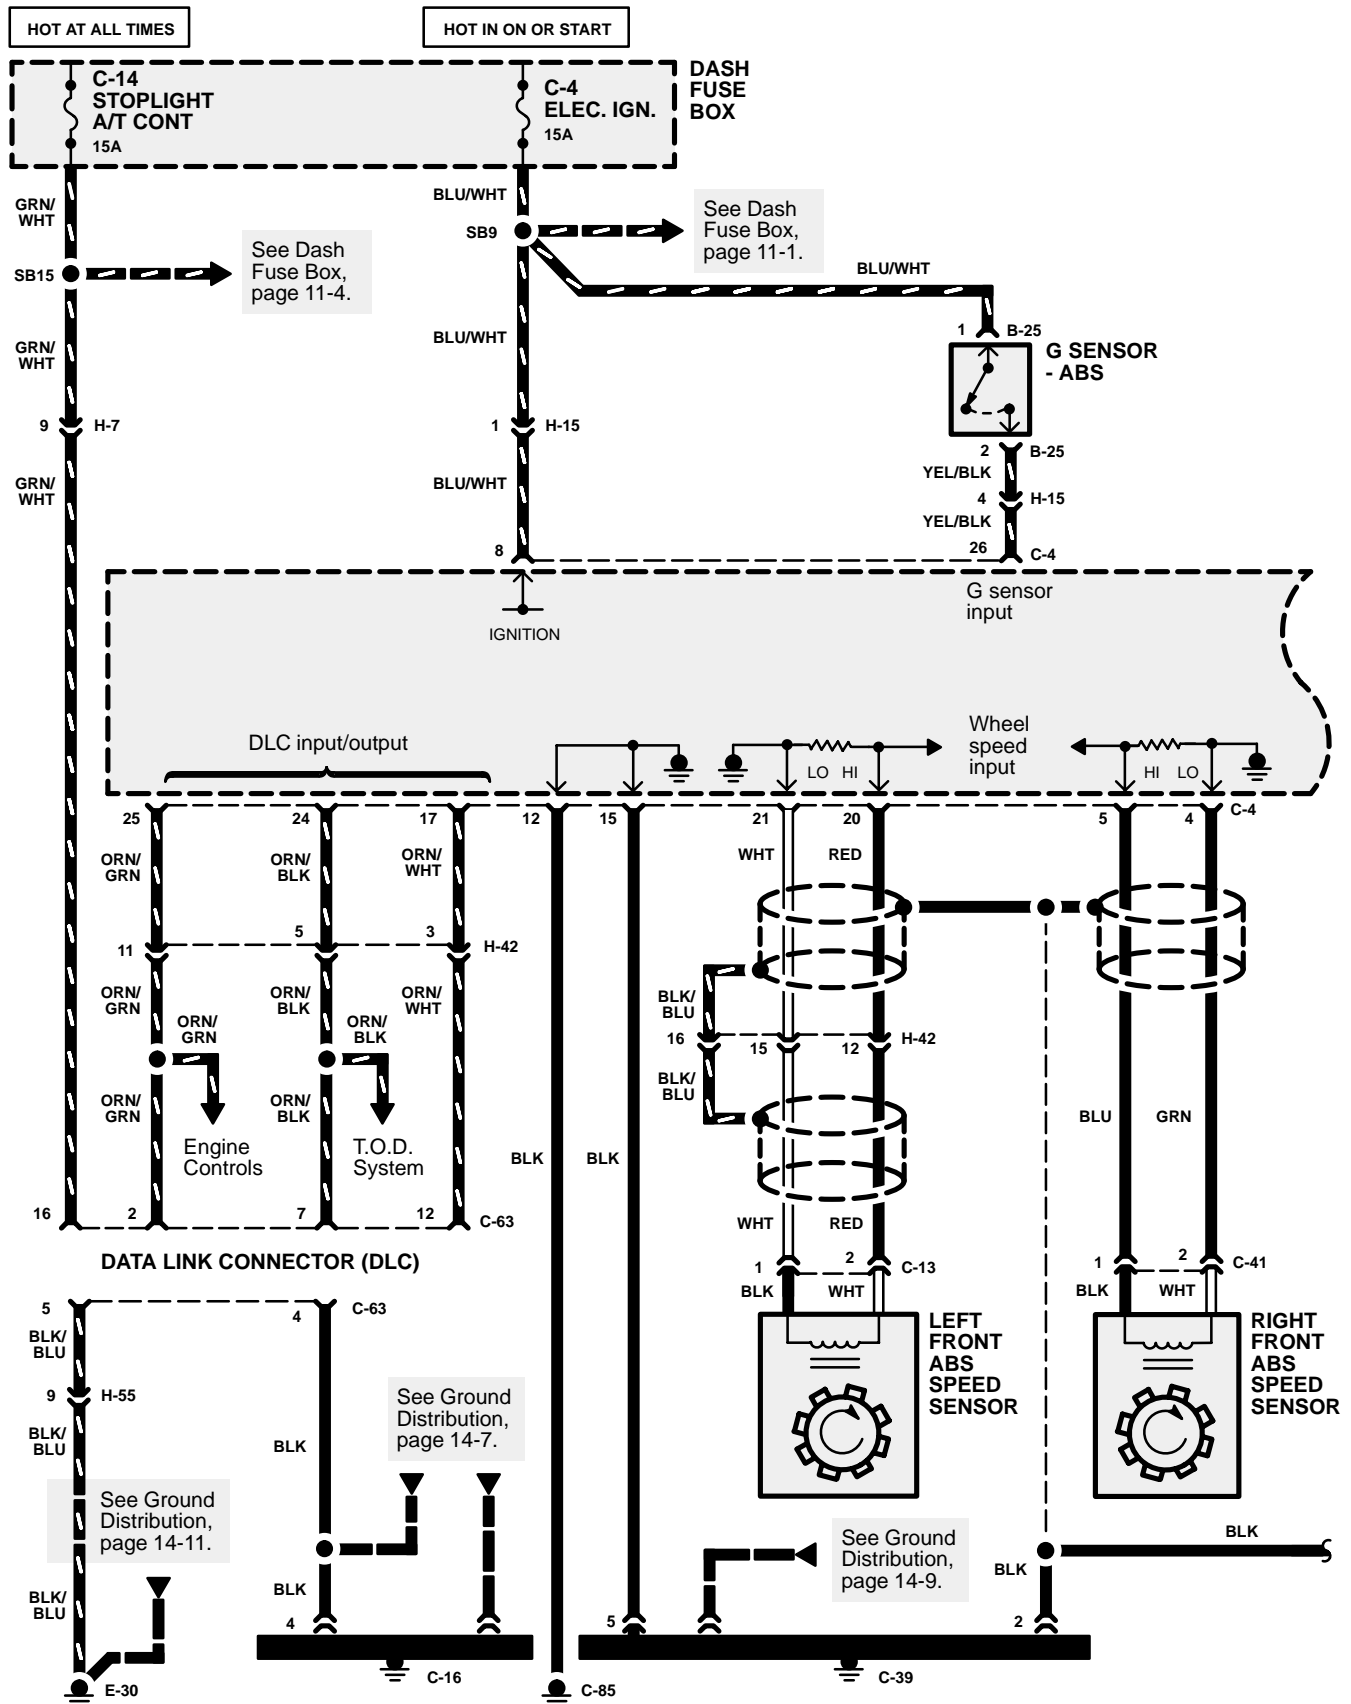 HOT AT ALL TIMES
HOT IN ON OR START
C-14
STOPLIGHT
A/T CONT
15A
C-4
ELEC. IGN.
15A
DASH
FUSE
BOX
GRN/
WHT
BLU/WHT
SB9
See Dash
Fuse Box,
page 11-1.
SB15
See Dash
Fuse Box,
page 11-4.
BLU/WHT
GRN/
WHT
BLU/WHT
1
B-25
G SENSOR
- ABS
9
H-7
1
H-15
2
B-25
GRN/
WHT
BLU/WHT
YEL/BLK
4
H-15
YEL/BLK
8
26
C-4
G sensor
input
IGNITION
DLC input/output
Wheel
speed
input
LO
HI
HI
LO
25
24
17
12
15
21
20
5
4
C-4
ORN/
GRN
ORN/
BLK
ORN/
WHT
WHT
RED
11
5
3
H-42
ORN/
GRN
ORN/
BLK
ORN/
WHT
BLK/
BLU
ORN/
GRN
ORN/
BLK
16
15
12
H-42
BLK/
BLU
ORN/
GRN
ORN/
BLK
BLU
GRN
Engine
Controls
T.O.D.
System
BLK
BLK
16
2
7
12
C-63
WHT
RED
DATA LINK CONNECTOR (DLC)
1
2
C-13
1
2
C-41
BLK
WHT
BLK
WHT
5
4
C-63
LEFT
FRONT
ABS
SPEED
SENSOR
RIGHT
FRONT
ABS
SPEED
SENSOR
BLK/
BLU
9
H-55
See Ground
Distribution,
page 14-7.
BLK/
BLU
BLK
See Ground
Distribution,
page 14-11.
See Ground
Distribution,
page 14-9.
BLK
BLK
BLK/
BLU
BLK
4
5
2
C-16
C-39
E-30
C-85